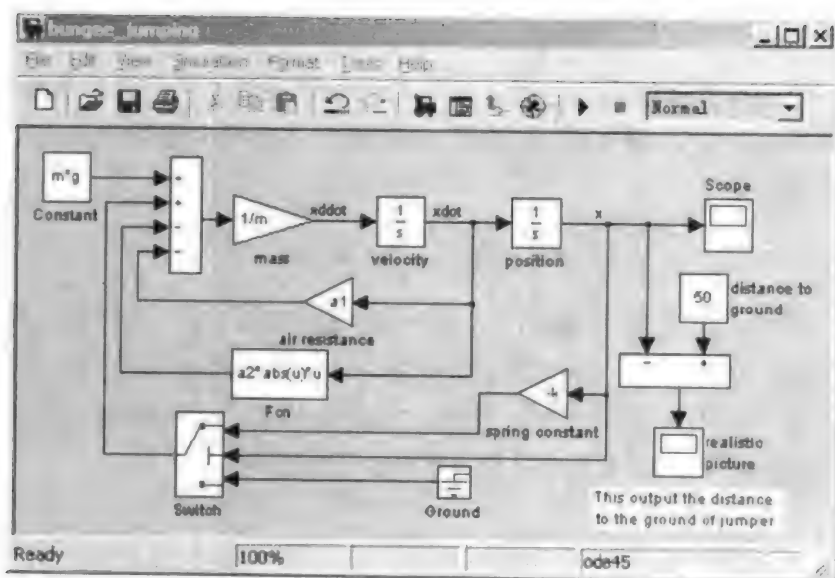 bungee_jumping
File Edit View Simulation Format Tools Help
Normal
m*g
Constant
+
+
-
-
1/m
mass
xddot
1
s
velocity
xdot
1
s
position
x
Scope
50
distance to
ground
a1
air resistance
a2*abs(u)*u
Fcn
-k
spring constant
-
+
realistic
picture
Switch
Ground
This output the distance
to the ground of jumper
Ready
100%
ode45